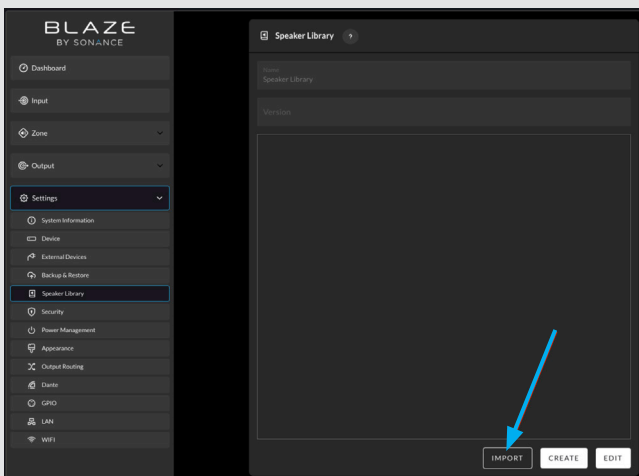 BLAZE
BY SONANCE
Dashboard
Input
Zone
Output
Settings
System Information
Device
External Devices
Backup & Restore
Speaker Library
Security
Power Management
Appearance
Output Routing
Dante
GPIO
LAN
WIFI
Speaker Library ?
Name
Speaker Library
Version
IMPORT CREATE EDIT